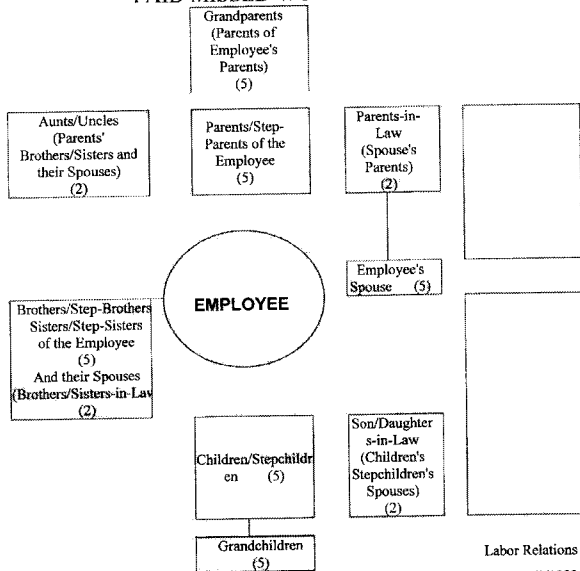 Grandparents
(Parents of
Employee's
Parents)
(5)
Aunts/Uncles
(Parents'
Brothers/Sisters and
their Spouses)
(2)
Parents/Step-
Parents of the
Employee
(5)
Parents-in-
Law
(Spouse's
Parents)
(2)
EMPLOYEE
Employee's
Spouse (5)
Brothers/Step-Brothers
Sisters/Step-Sisters
of the Employee
(5)
And their Spouses
(Brothers/Sisters-in-Law
(2)
Children/Stepchildr
en (5)
Son/Daughter
s-in-Law
(Children's
Stepchildren's
Spouses)
(2)
Grandchildren
(5)
Labor Relations